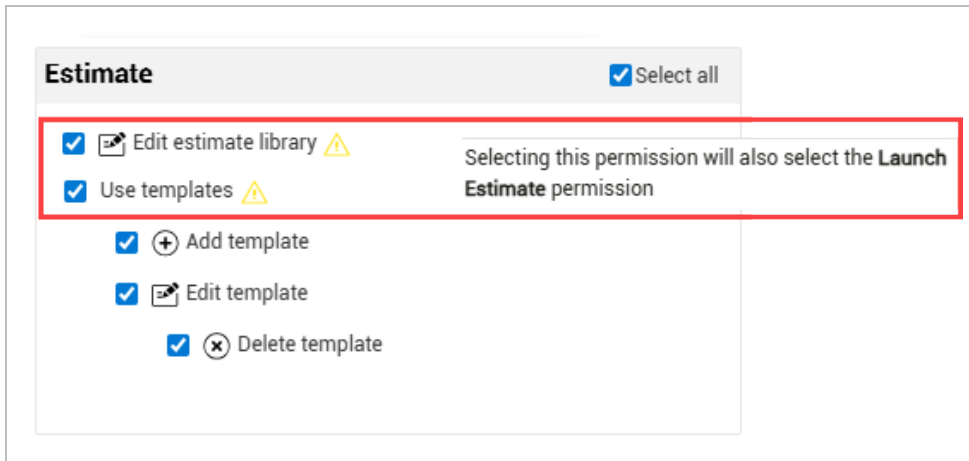 Estimate
Select all
Edit estimate library
Selecting this permission will also select the Launch
Estimate permission
Use templates
Add template
Edit template
Delete template